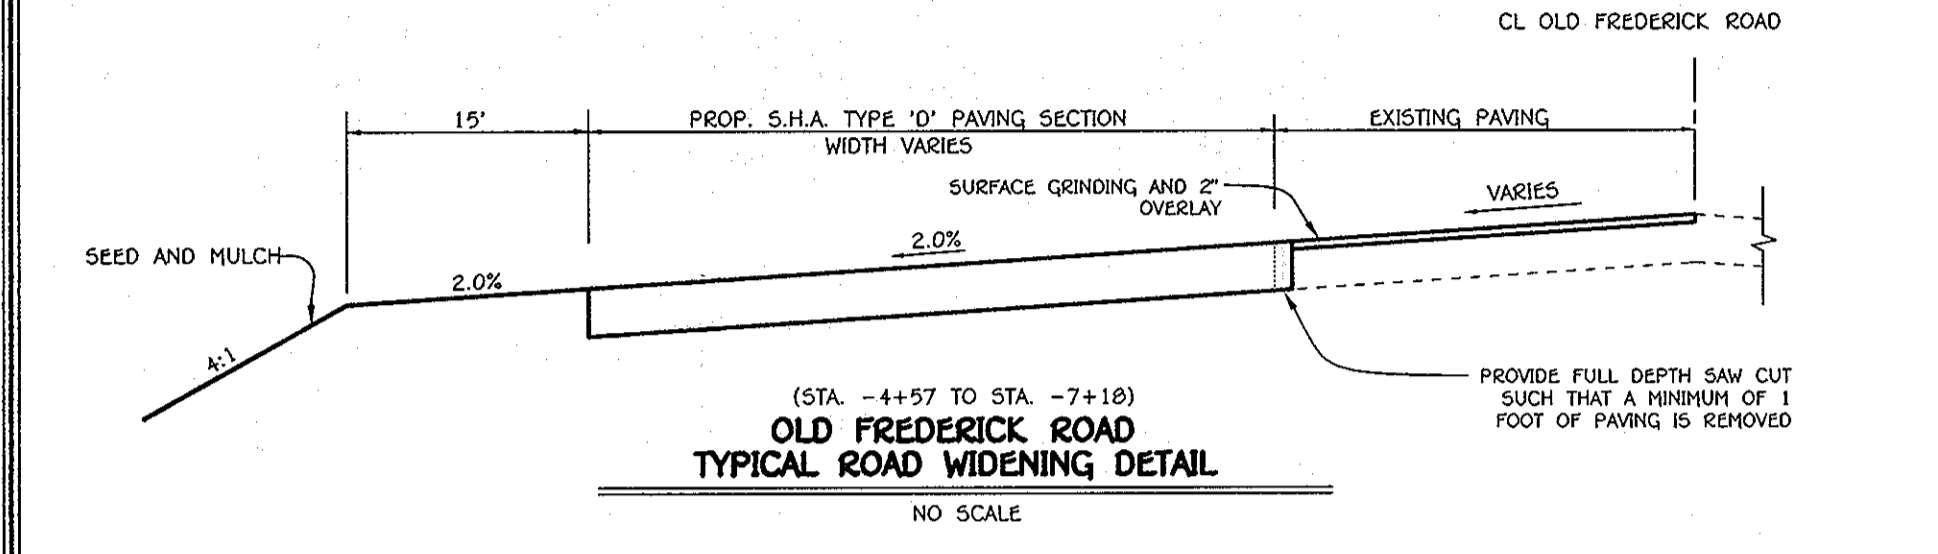 CL OLD FREDERICK ROAD
15'
PROP. S.H.A. TYPE 'D' PAVING SECTION
WIDTH VARIES
EXISTING PAVING
SURFACE GRINDING AND 2"
OVERLAY
VARIES
SEED AND MULCH
2.0%
2.0%
4:1
PROVIDE FULL DEPTH SAW CUT
SUCH THAT A MINIMUM OF 1
FOOT OF PAVING IS REMOVED
(STA. -4+57 TO STA. -7+18)
OLD FREDERICK ROAD
TYPICAL ROAD WIDENING DETAIL
NO SCALE